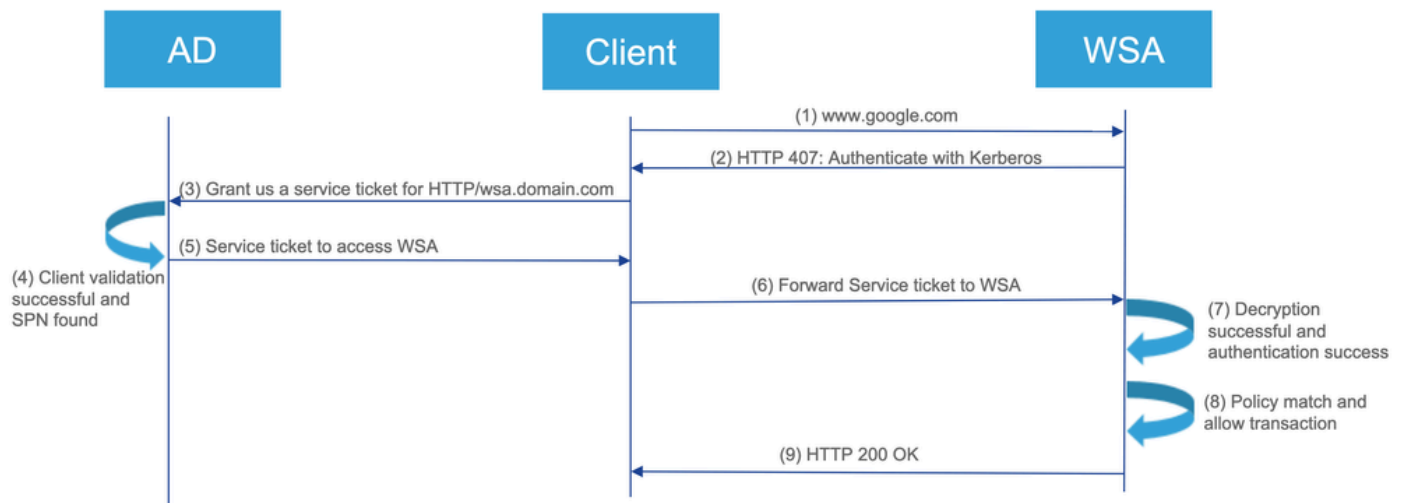 AD
Client
WSA
(1) www.google.com
(2) HTTP 407: Authenticate with Kerberos
(3) Grant us a service ticket for HTTP/wsa.domain.com
(4) Client validation
successful and
SPN found
(5) Service ticket to access WSA
(6) Forward Service ticket to WSA
(7) Decryption
successful and
authentication success
(8) Policy match and
allow transaction
(9) HTTP 200 OK